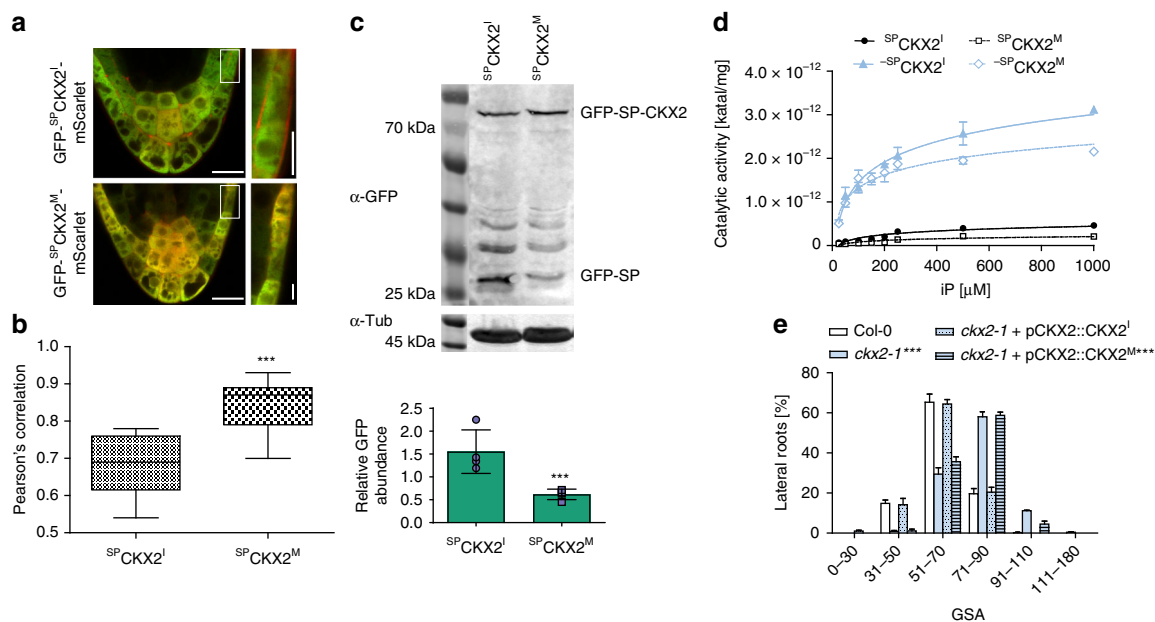 a
GFP-ˢᴾCKX2ᴵ-
mScarlet
GFP-ˢᴾCKX2ᴹ-
mScarlet
b
Pearson's correlation
1.0
0.9
0.8
0.7
0.6
0.5
***
ˢᴾCKX2ᴵ
ˢᴾCKX2ᴹ
c
ˢᴾCKX2ᴵ
ˢᴾCKX2ᴹ
GFP-SP-CKX2
70 kDa
α-GFP
GFP-SP
25 kDa
α-Tub
45 kDa
Relative GFP
abundance
2.5
2.0
1.5
1.0
0.5
0.0
***
ˢᴾCKX2ᴵ
ˢᴾCKX2ᴹ
d
ˢᴾCKX2ᴵ
ˢᴾCKX2ᴹ
⁻ˢᴾCKX2ᴵ
⁻ˢᴾCKX2ᴹ
Catalytic activity [katal/mg]
4.0 × 10⁻¹²
3.0 × 10⁻¹²
2.0 × 10⁻¹²
1.0 × 10⁻¹²
0
0 200 400 600 800 1000
iP [µM]
e
Col-0
ckx2-1***
ckx2-1 + pCKX2::CKX2ᴵ
ckx2-1 + pCKX2::CKX2ᴹ***
Lateral roots [%]
80
60
40
20
0
0–30
31–50
51–70
71–90
91–110
111–180
GSA